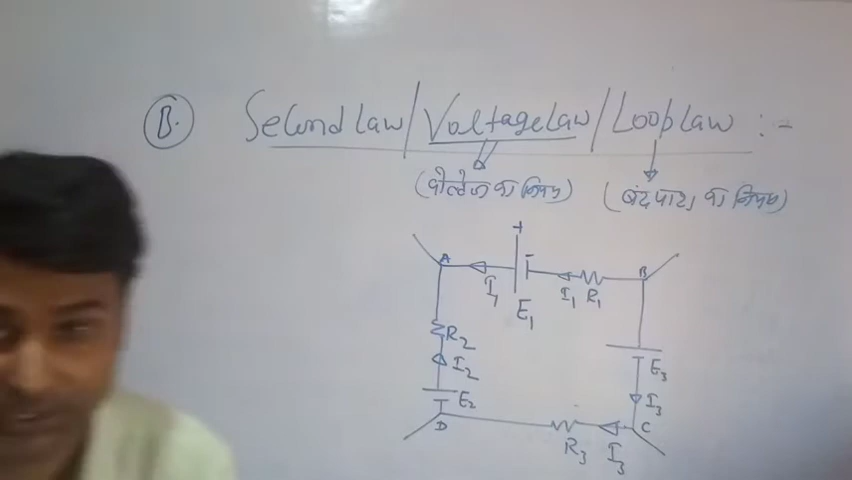 B. Second Law / Voltage Law / Loop Law :-
(वोल्टेज का नियम) (बंद पाश का नियम)
+
A - B
I1 I1 R1
E1
R2
I2 E3
E2 I3
D C
R3 I3